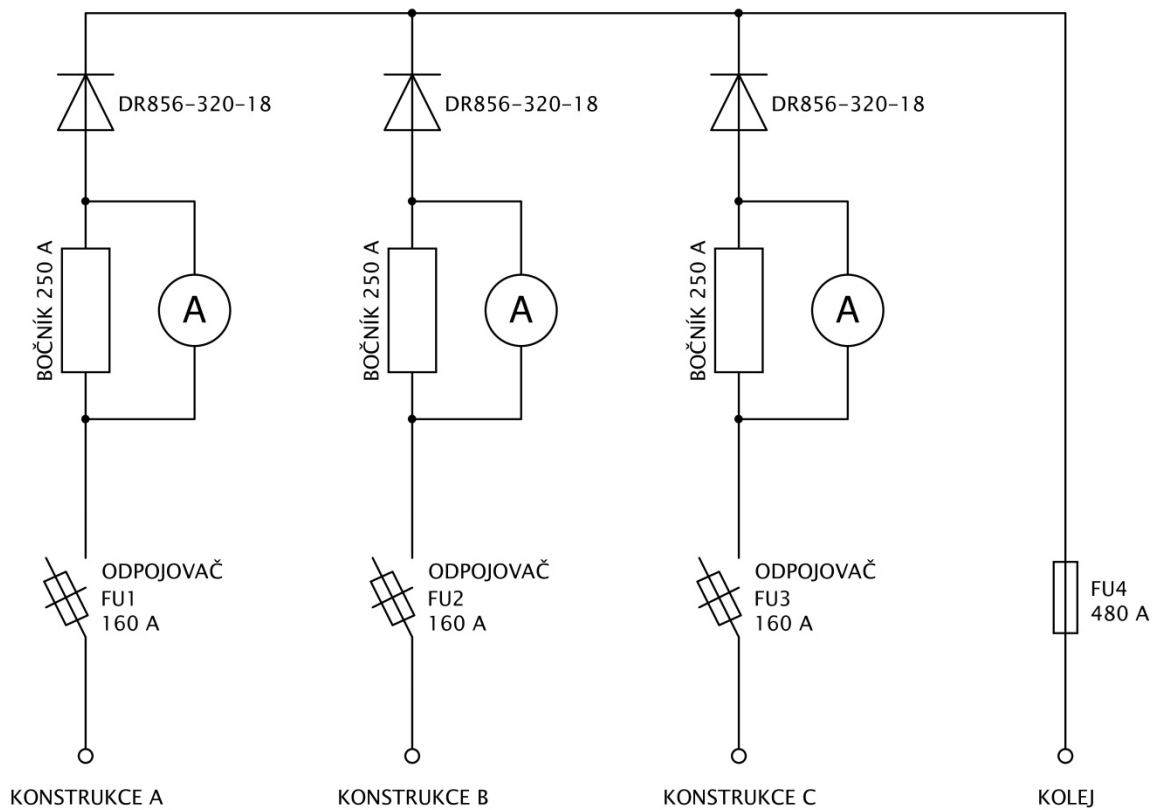 DR856-320-18
DR856-320-18
DR856-320-18
BOČNÍK 250 A
A
BOČNÍK 250 A
A
BOČNÍK 250 A
A
ODPOJOVAČ
FU1
160 A
ODPOJOVAČ
FU2
160 A
ODPOJOVAČ
FU3
160 A
FU4
480 A
KONSTRUKCE A
KONSTRUKCE B
KONSTRUKCE C
KOLEJ